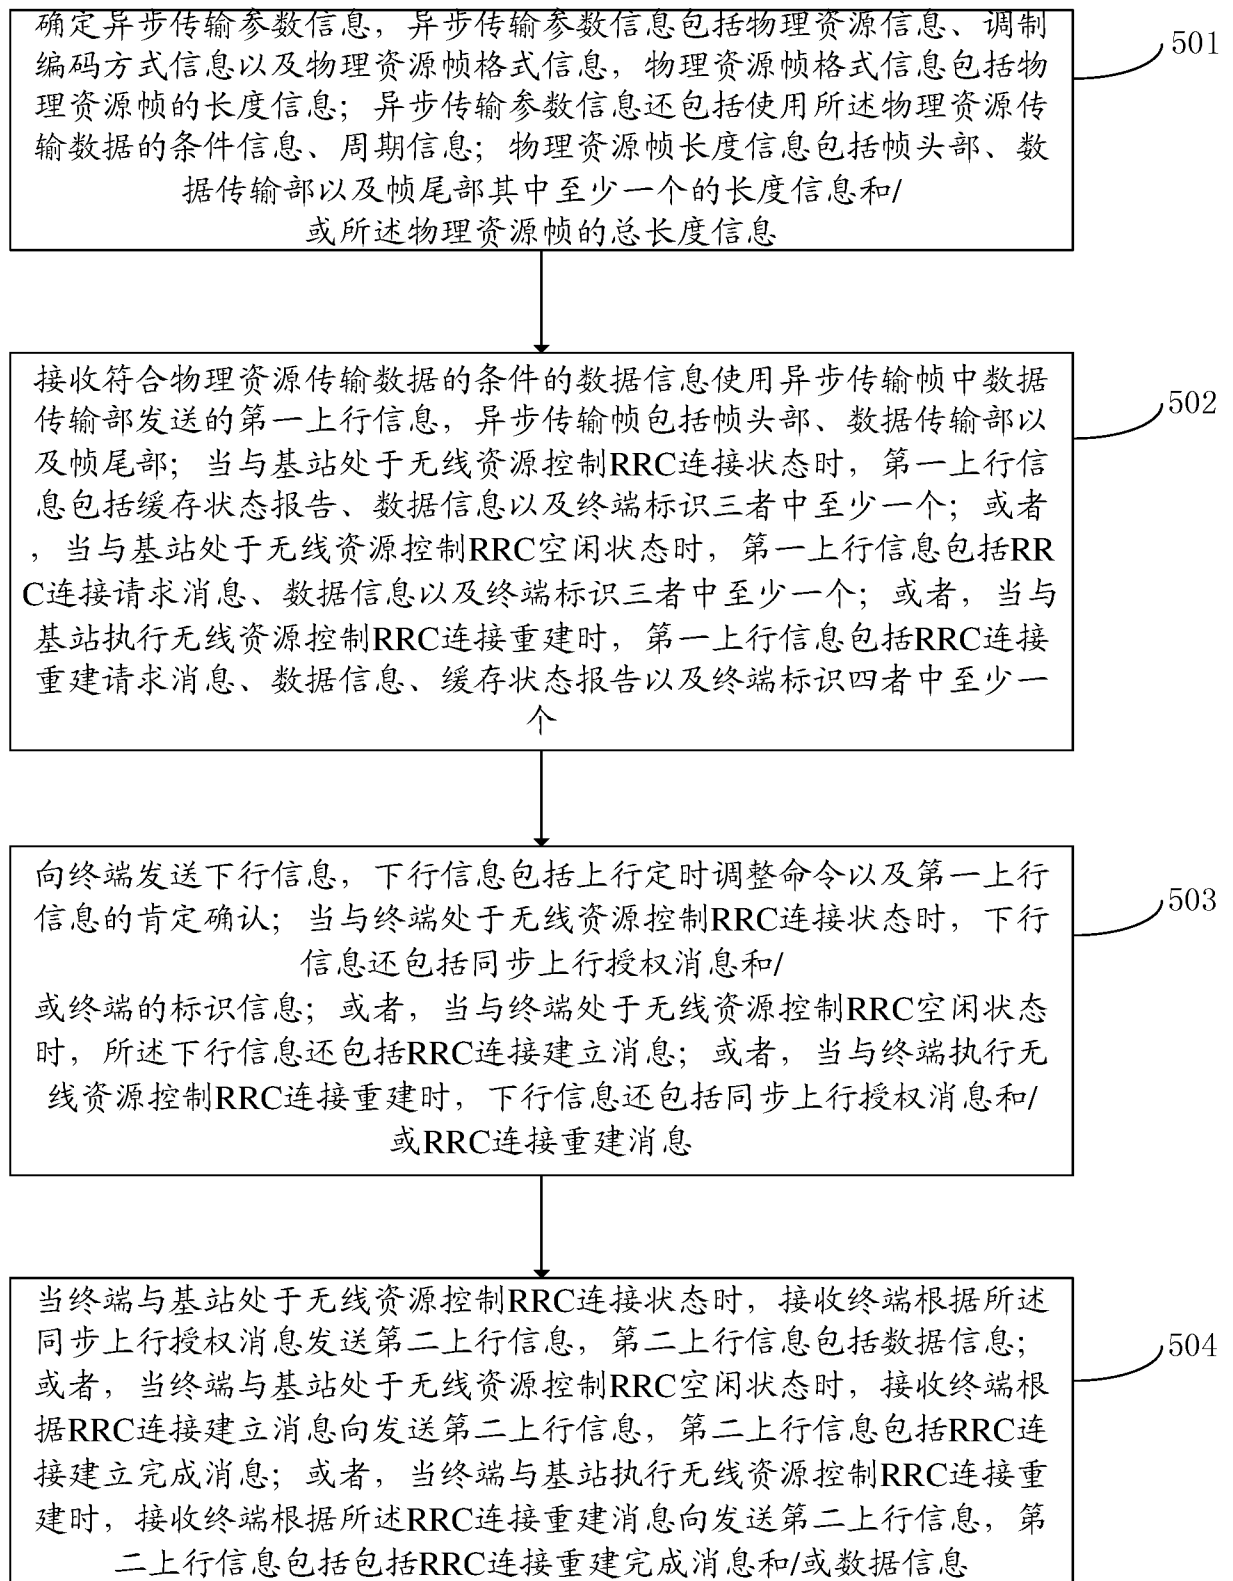 确定异步传输参数信息，异步传输参数信息包括物理资源信息、调制
编码方式信息以及物理资源帧格式信息，物理资源帧格式信息包括物
理资源帧的长度信息；异步传输参数信息还包括使用所述物理资源传
输数据的条件信息、周期信息；物理资源帧长度信息包括帧头部、数
据传输部以及帧尾部其中至少一个的长度信息和/
或所述物理资源帧的总长度信息
501
接收符合物理资源传输数据的条件的数据信息使用异步传输帧中数据
传输部发送的第一上行信息，异步传输帧包括帧头部、数据传输部以
及帧尾部；当与基站处于无线资源控制RRC连接状态时，第一上行信
息包括缓存状态报告、数据信息以及终端标识三者中至少一个；或者
，当与基站处于无线资源控制RRC空闲状态时，第一上行信息包括RR
C连接请求消息、数据信息以及终端标识三者中至少一个；或者，当与
基站执行无线资源控制RRC连接重建时，第一上行信息包括RRC连接
重建请求消息、数据信息、缓存状态报告以及终端标识四者中至少一
个
502
向终端发送下行信息，下行信息包括上行定时调整命令以及第一上行
信息的肯定确认；当与终端处于无线资源控制RRC连接状态时，下行
信息还包括同步上行授权消息和/
或终端的标识信息；或者，当与终端处于无线资源控制RRC空闲状态
时，所述下行信息还包括RRC连接建立消息；或者，当与终端执行无
线资源控制RRC连接重建时，下行信息还包括同步上行授权消息和/
或RRC连接重建消息
503
当终端与基站处于无线资源控制RRC连接状态时，接收终端根据所述
同步上行授权消息发送第二上行信息，第二上行信息包括数据信息；
或者，当终端与基站处于无线资源控制RRC空闲状态时，接收终端根
据RRC连接建立消息向发送第二上行信息，第二上行信息包括RRC连
接建立完成消息；或者，当终端与基站执行无线资源控制RRC连接重
建时，接收终端根据所述RRC连接重建消息向发送第二上行信息，第
二上行信息包括包括RRC连接重建完成消息和/或数据信息
504